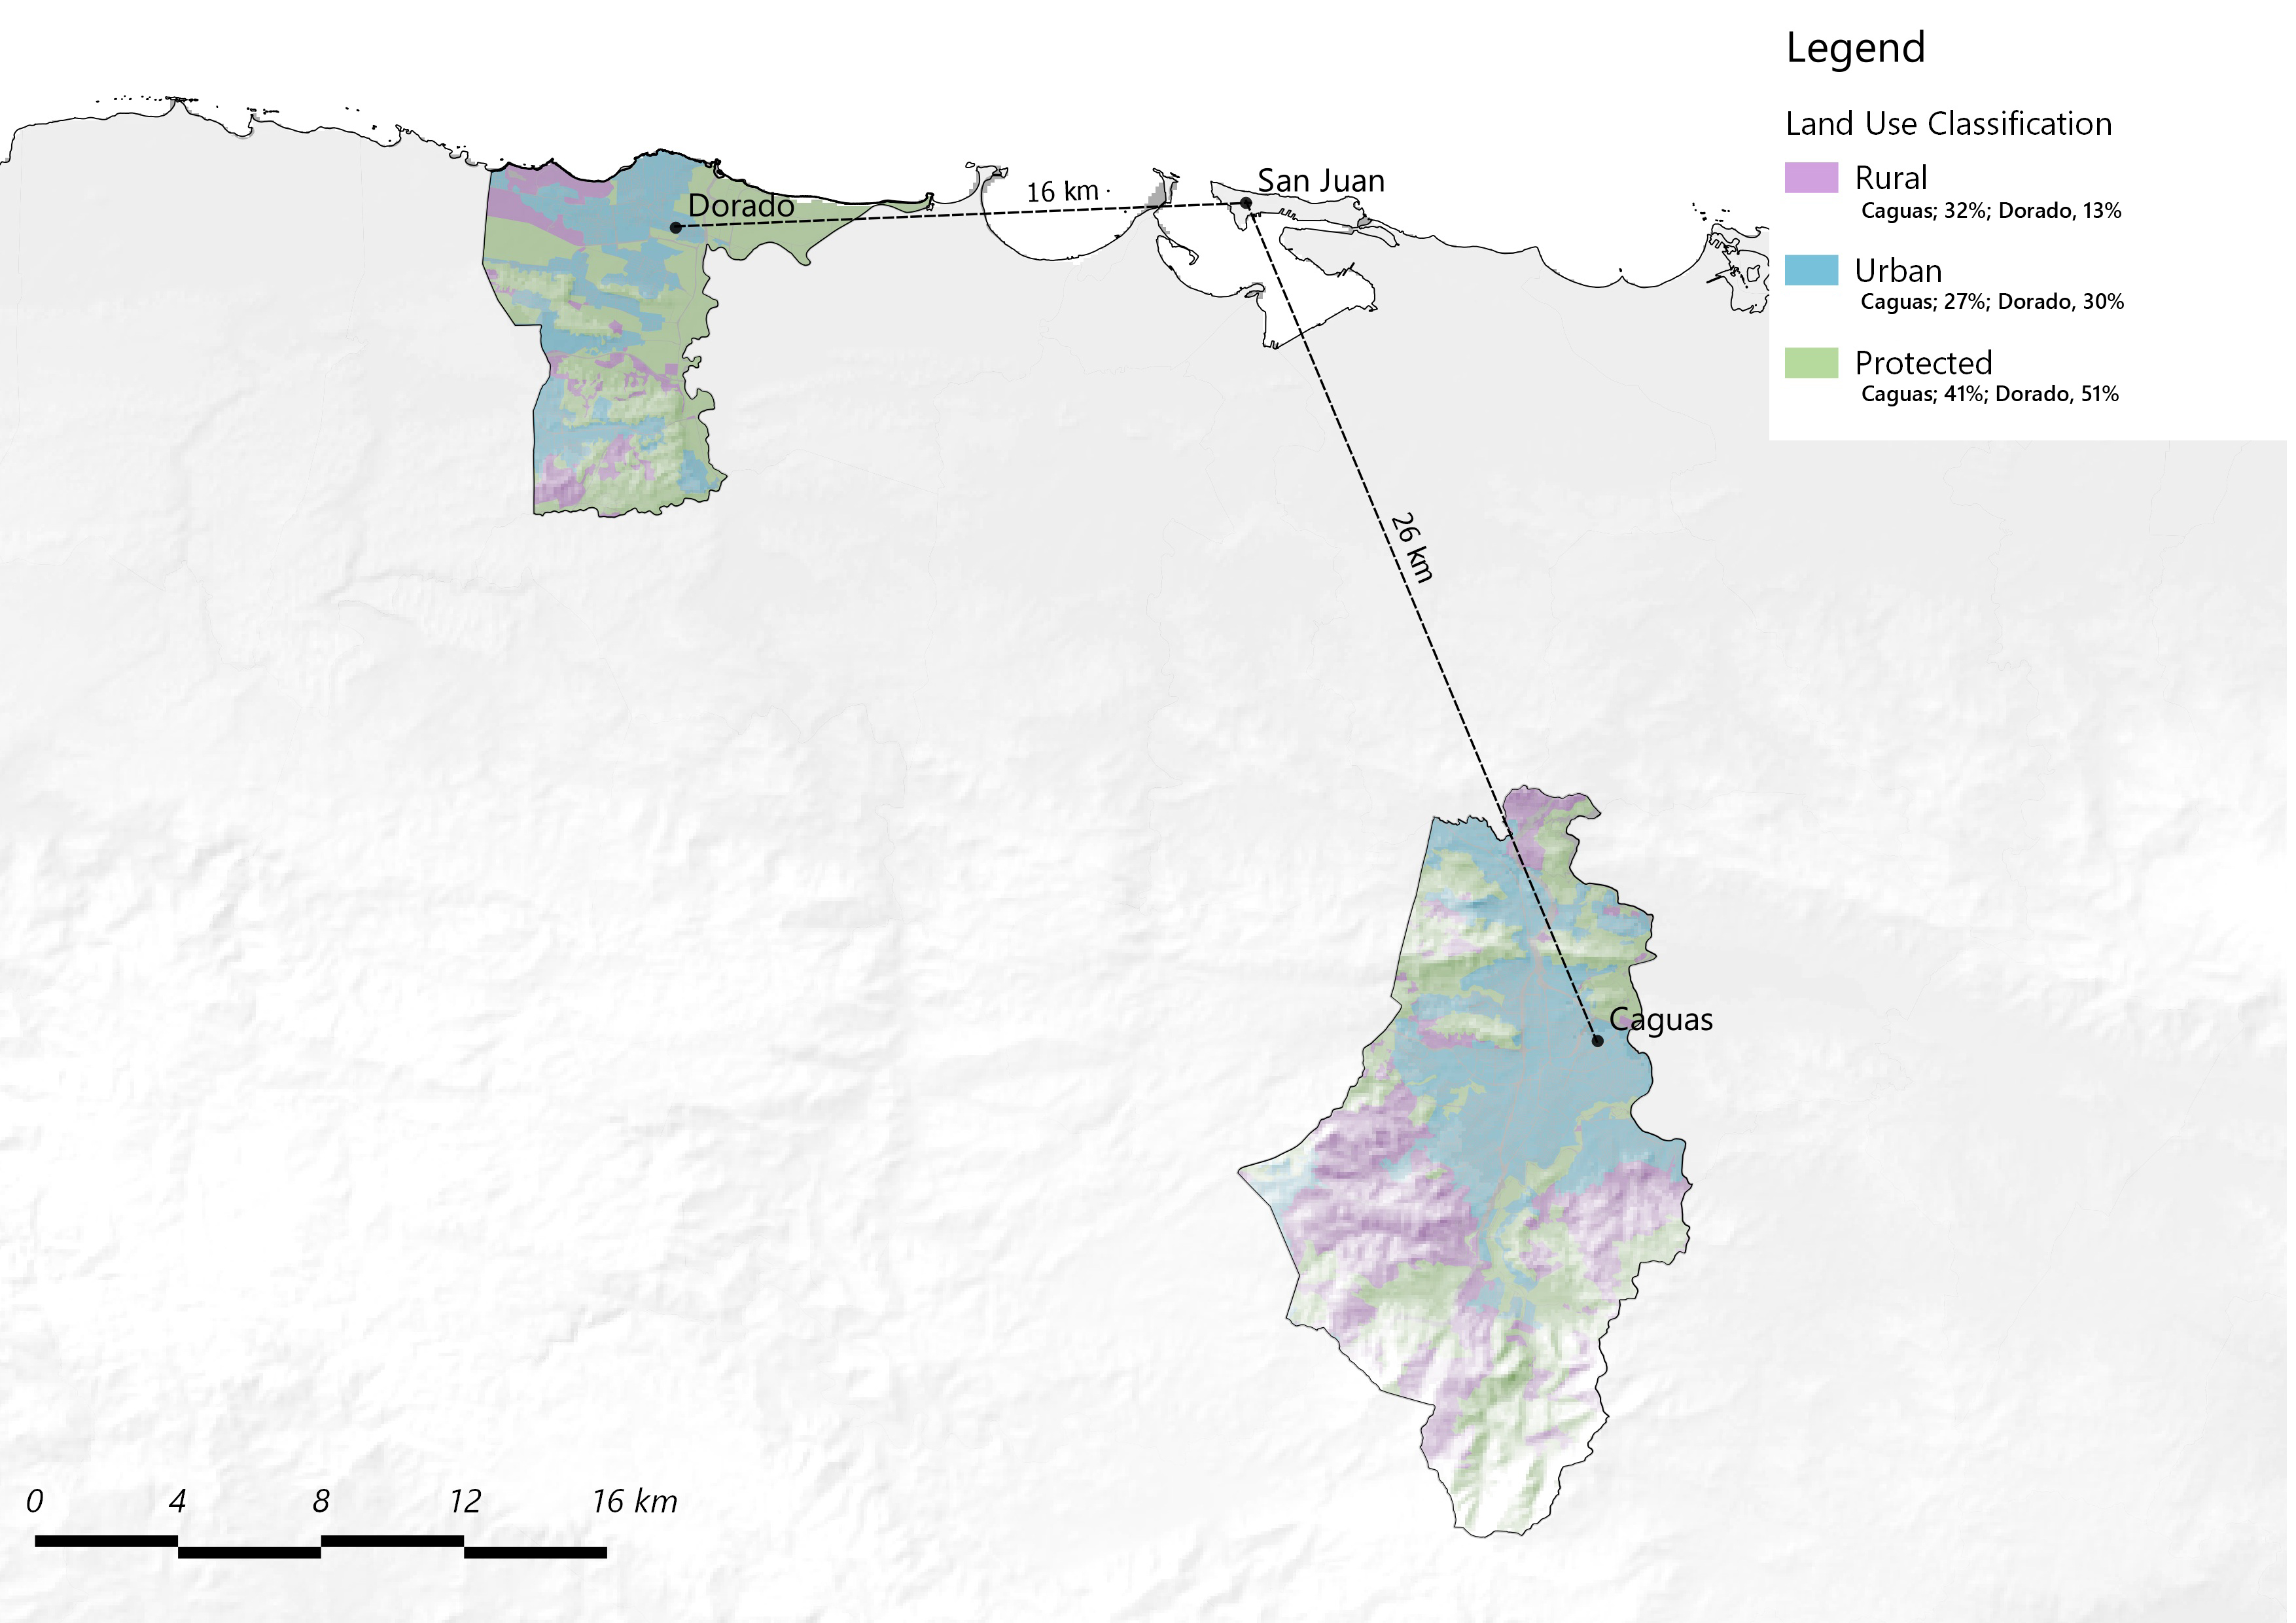 Legend
Land Use Classification
Rural
Caguas; 32%; Dorado, 13%
Urban
Caguas; 27%; Dorado, 30%
Protected
Caguas; 41%; Dorado, 51%
San Juan
16 km
Dorado
26 km
Caguas
0 4 8 12 16 km